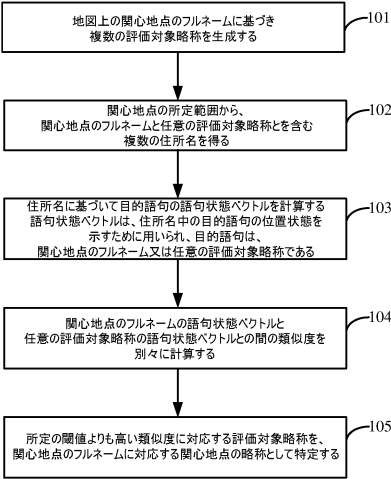 地図上の関心地点のフルネームに基づき
複数の評価対象略称を生成する
101
関心地点の所定範囲から、
関心地点のフルネームと任意の評価対象略称とを含む
複数の住所名を得る
102
住所名に基づいて目的語句の語句状態ベクトルを計算する
語句状態ベクトルは、住所名中の目的語句の位置状態を
示すために用いられ、目的語句は、
関心地点のフルネーム又は任意の評価対象略称である
103
関心地点のフルネームの語句状態ベクトルと
任意の評価対象略称の語句状態ベクトルとの間の類似度を
別々に計算する
104
所定の閾値よりも高い類似度に対応する評価対象略称を、
関心地点のフルネームに対応する関心地点の略称として特定する
105